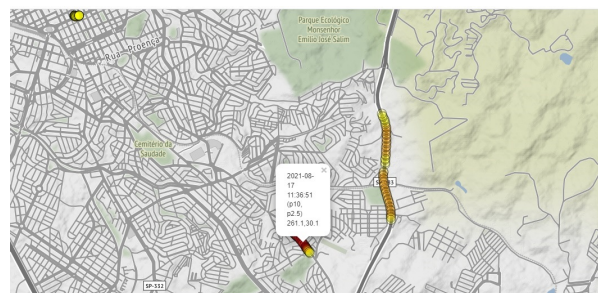 Parque Ecológico
Monsenhor
Emílio José Salim
Rua Proença
Cemitério da
Saudade
×
2021-08-
17
11:36:51
(p10,
p2.5)
261.1,30.1
SP-332